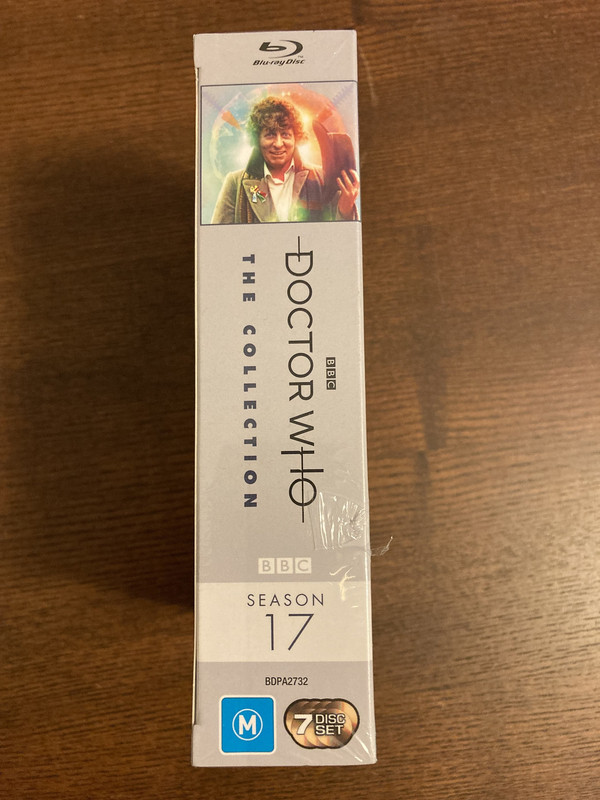 Blu-ray Disc
BBC
DOCTOR WHO
THE COLLECTION
BBC
SEASON
17
BDPA2732
M
7 DISC
SET